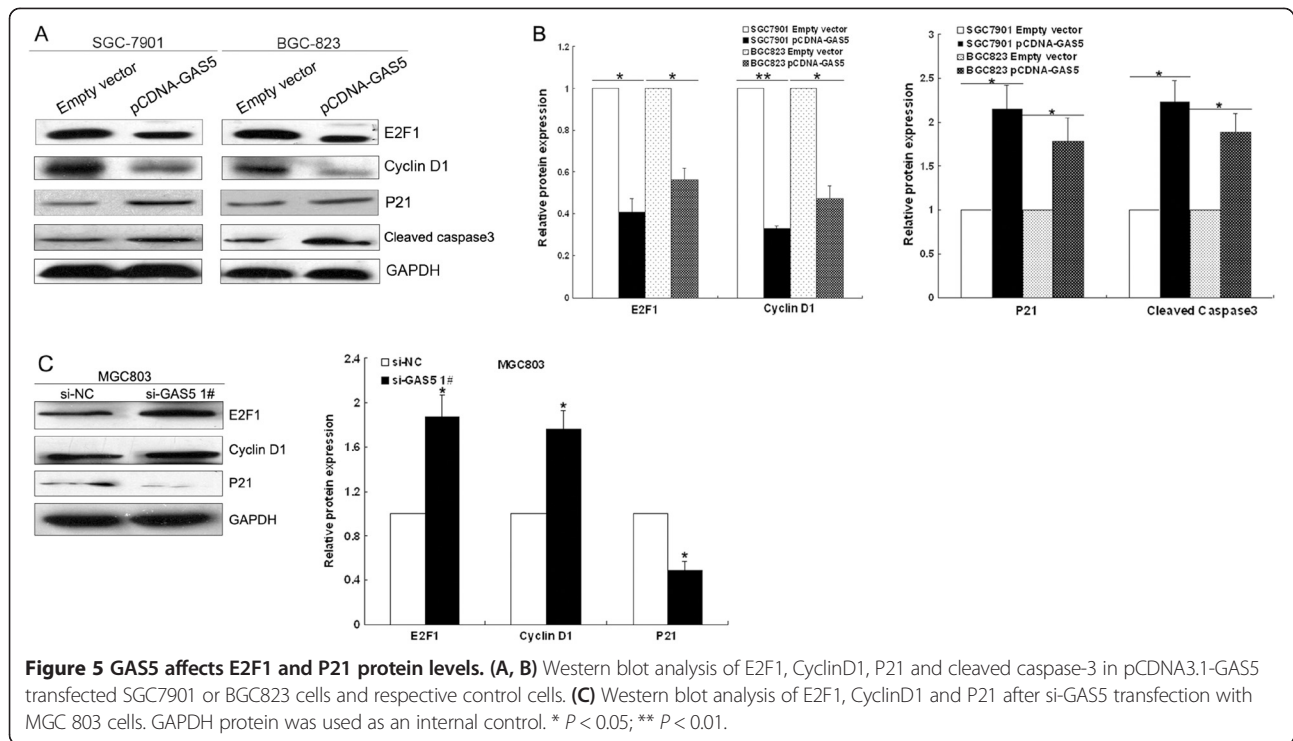 A
SGC-7901 BGC-823
Empty vector pCDNA-GAS5 Empty vector pCDNA-GAS5
E2F1
Cyclin D1
P21
Cleaved caspase3
GAPDH
B
SGC7901 Empty vector
SGC7901 pCDNA-GAS5
BGC823 Empty vector
BGC823 pCDNA-GAS5
Relative protein expression
1.2
1
0.8
0.6
0.4
0.2
0
* * ** *
E2F1 Cyclin D1
SGC7901 Empty vector
SGC7901 pCDNA-GAS5
BGC823 Empty vector
BGC823 pCDNA-GAS5
Relative protein expression
3
2.5
2
1.5
1
0.5
0
* * * *
P21 Cleaved Caspase3
C
MGC803
si-NC si-GAS5 1#
E2F1
Cyclin D1
P21
GAPDH
si-NC MGC803
si-GAS5 1#
Relative protein expression
2.4
2
1.6
1.2
0.8
0.4
0
* * *
E2F1 Cyclin D1 P21
Figure 5 GAS5 affects E2F1 and P21 protein levels. (A, B) Western blot analysis of E2F1, CyclinD1, P21 and cleaved caspase-3 in pCDNA3.1-GAS5
transfected SGC7901 or BGC823 cells and respective control cells. (C) Western blot analysis of E2F1, CyclinD1 and P21 after si-GAS5 transfection with
MGC 803 cells. GAPDH protein was used as an internal control. * P < 0.05; ** P < 0.01.